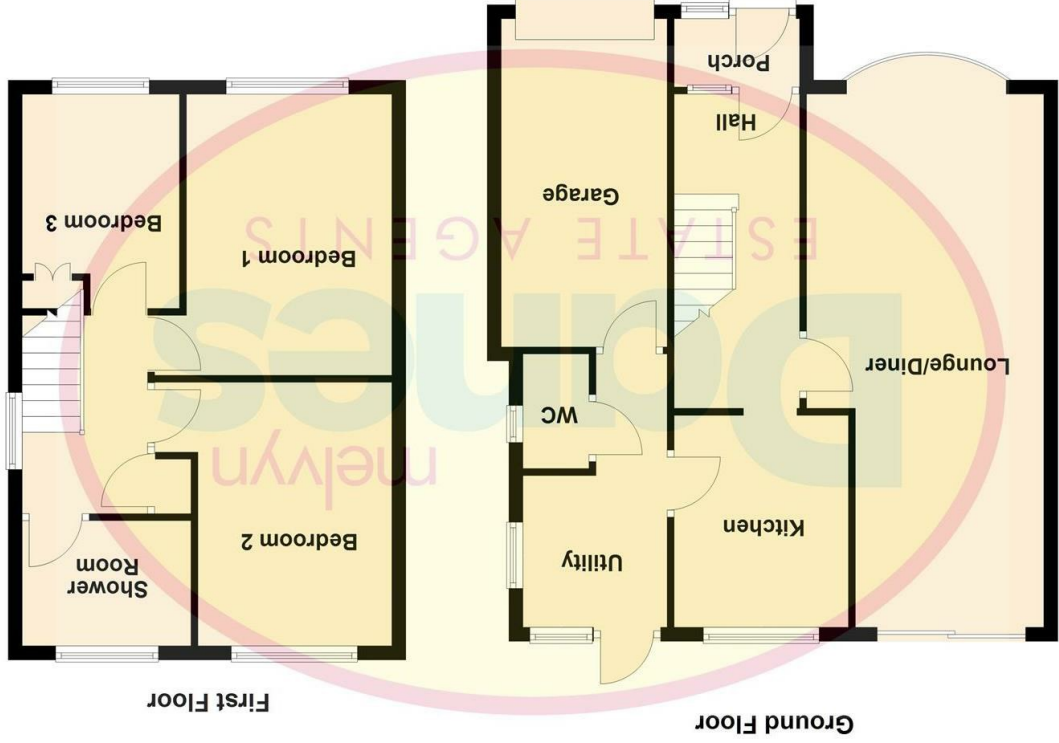 Ground Floor
Utility
Kitchen
WC
Lounge/Diner
Garage
Hall
Porch
First Floor
Shower
Room
Bedroom 2
Bedroom 1
Bedroom 3
melvyn
Danes
ESTATE AGENTS